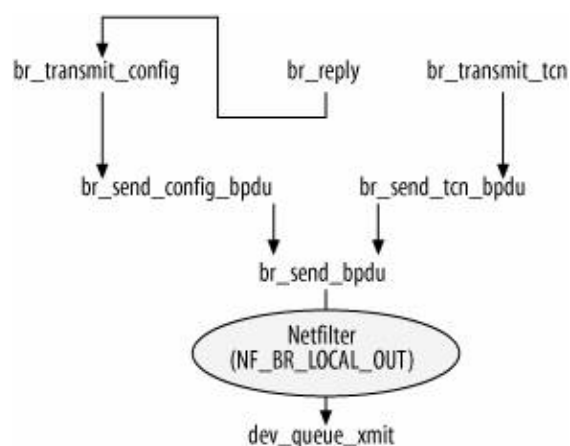 br_transmit_config br_reply br_transmit_tcn
br_send_config_bpdu br_send_tcn_bpdu
br_send_bpdu
Netfilter
(NF_BR_LOCAL_OUT)
dev_queue_xmit